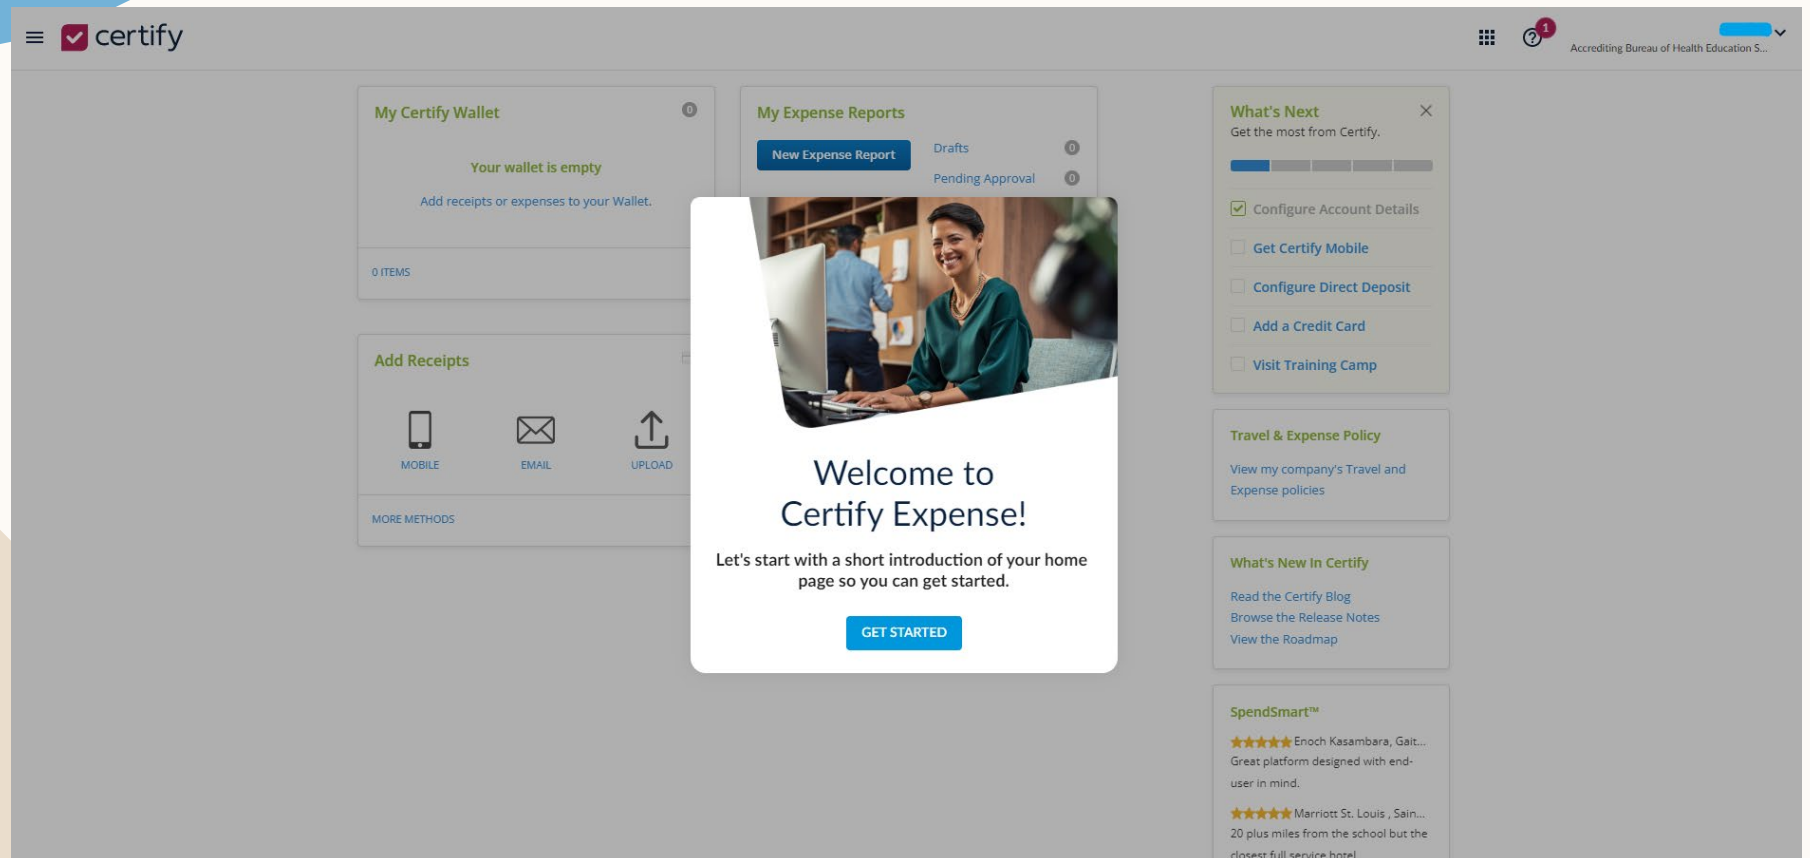 certify
1
Accrediting Bureau of Health Education S...
My Certify Wallet
0
Your wallet is empty
Add receipts or expenses to your Wallet.
0 ITEMS
My Expense Reports
New Expense Report
Drafts
0
Pending Approval
0
Add Receipts
MOBILE
EMAIL
UPLOAD
MORE METHODS
Welcome to
Certify Expense!
Let's start with a short introduction of your home
page so you can get started.
GET STARTED
What's Next
Get the most from Certify.
Configure Account Details
Get Certify Mobile
Configure Direct Deposit
Add a Credit Card
Visit Training Camp
Travel & Expense Policy
View my company's Travel and
Expense policies
What's New In Certify
Read the Certify Blog
Browse the Release Notes
View the Roadmap
SpendSmart™
Enoch Kasambara, Gait...
Great platform designed with end-
user in mind.
Marriott St. Louis , Sain...
20 plus miles from the school but the
closest full service hotel